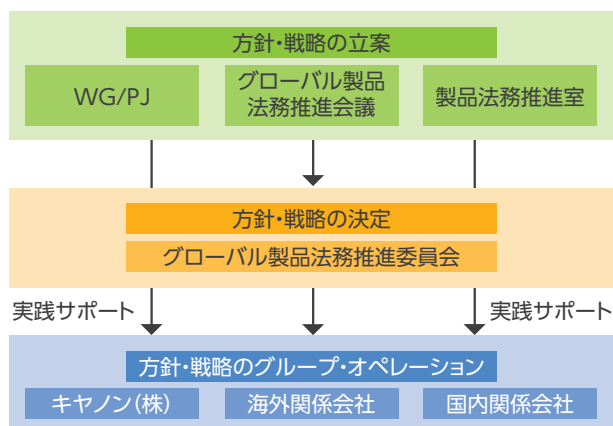 方針・戦略の立案
WG/PJ
グローバル製品
法務推進会議
製品法務推進室
方針・戦略の決定
グローバル製品法務推進委員会
実践サポート
実践サポート
方針・戦略のグループ・オペレーション
キヤノン(株)
海外関係会社
国内関係会社